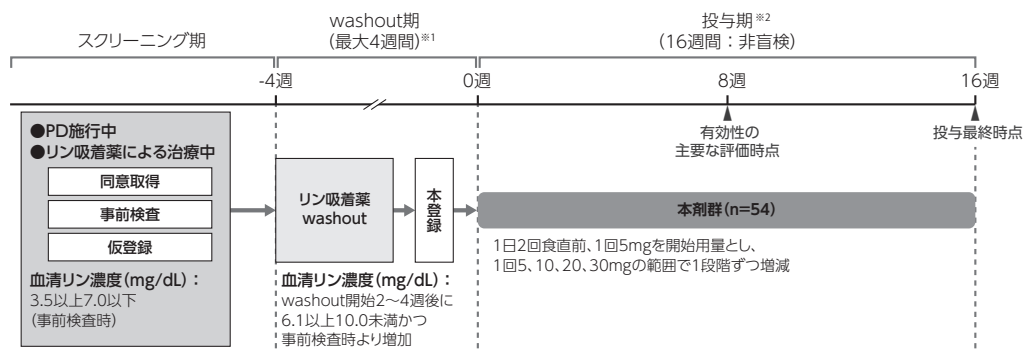 スクリーニング期
washout期
(最大4週間)※1
投与期※2
(16週間：非盲検)
-4週
0週
8週
16週
有効性の
主要な評価時点
投与最終時点
●PD施行中
●リン吸着薬による治療中
同意取得
事前検査
仮登録
血清リン濃度(mg/dL)：
3.5以上7.0以下
(事前検査時)
リン吸着薬
washout
血清リン濃度(mg/dL)：
washout開始2〜4週後に
6.1以上10.0未満かつ
事前検査時より増加
本登録
本剤群(n=54)
1日2回食直前、1回5mgを開始用量とし、
1回5、10、20、30mgの範囲で1段階ずつ増減